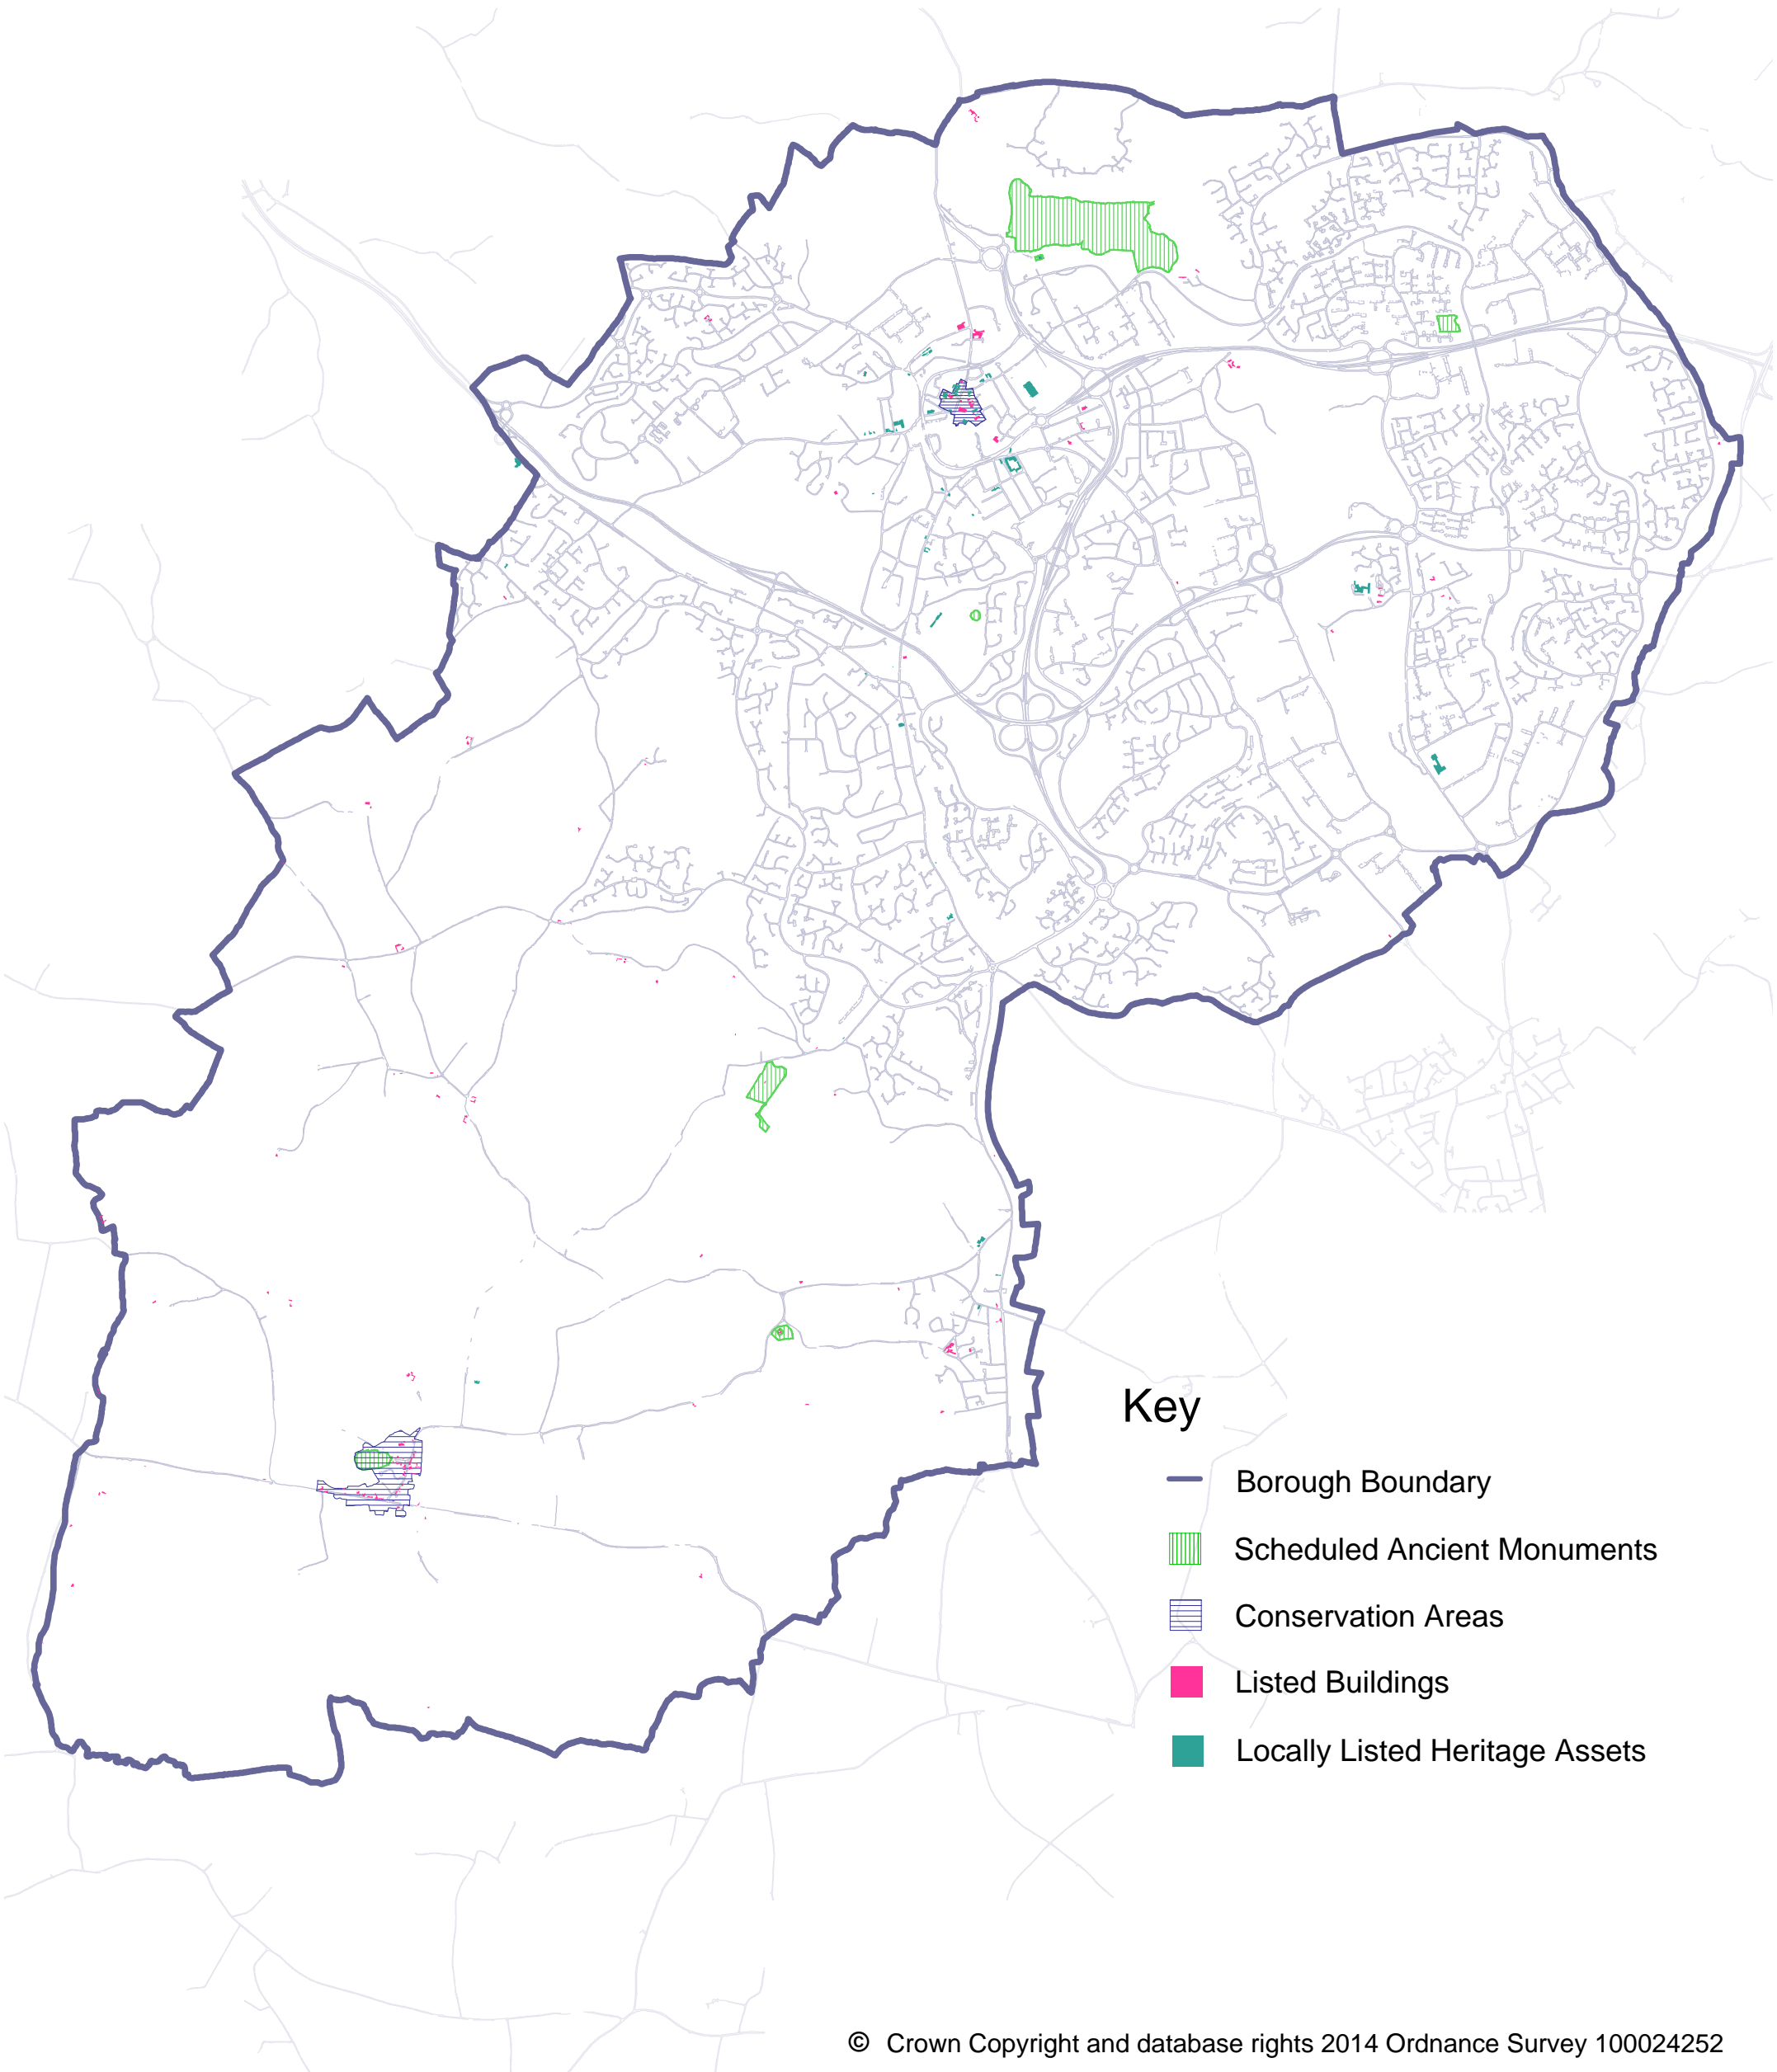 Key
Borough Boundary
Scheduled Ancient Monuments
Conservation Areas
Listed Buildings
Locally Listed Heritage Assets
© Crown Copyright and database rights 2014 Ordnance Survey 100024252